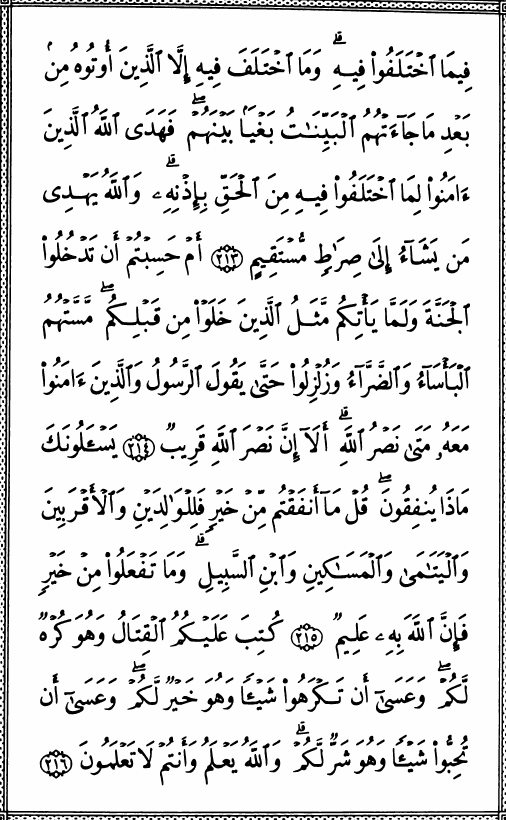 فِيمَا ٱخْتَلَفُوا۟ فِيهِ ۗ وَمَا ٱخْتَلَفَ فِيهِ إِلَّا ٱلَّذِينَ أُوتُوهُ مِنۢ
بَعْدِ مَا جَآءَتْهُمُ ٱلْبَيِّنَـٰتُ بَغْيًۢا بَيْنَهُمْ ۖ فَهَدَى ٱللَّهُ ٱلَّذِينَ
ءَامَنُوا۟ لِمَا ٱخْتَلَفُوا۟ فِيهِ مِنَ ٱلْحَقِّ بِإِذْنِهِۦ ۗ وَٱللَّهُ يَهْدِى
مَن يَشَآءُ إِلَىٰ صِرَٰطٍ مُّسْتَقِيمٍ ﴿٢١٣﴾ أَمْ حَسِبْتُمْ أَن تَدْخُلُوا۟
ٱلْجَنَّةَ وَلَمَّا يَأْتِكُم مَّثَلُ ٱلَّذِينَ خَلَوْا۟ مِن قَبْلِكُم ۖ مَّسَّتْهُمُ
ٱلْبَأْسَآءُ وَٱلضَّرَّآءُ وَزُلْزِلُوا۟ حَتَّىٰ يَقُولَ ٱلرَّسُولُ وَٱلَّذِينَ ءَامَنُوا۟
مَعَهُۥ مَتَىٰ نَصْرُ ٱللَّهِ ۗ أَلَآ إِنَّ نَصْرَ ٱللَّهِ قَرِيبٌ ﴿٢١٤﴾ يَسْـَٔلُونَكَ
مَاذَا يُنفِقُونَ ۖ قُلْ مَآ أَنفَقْتُم مِّنْ خَيْرٍ فَلِلْوَٰلِدَيْنِ وَٱلْأَقْرَبِينَ
وَٱلْيَتَـٰمَىٰ وَٱلْمَسَـٰكِينِ وَٱبْنِ ٱلسَّبِيلِ ۗ وَمَا تَفْعَلُوا۟ مِنْ خَيْرٍ
فَإِنَّ ٱللَّهَ بِهِۦ عَلِيمٌ ﴿٢١٥﴾ كُتِبَ عَلَيْكُمُ ٱلْقِتَالُ وَهُوَ كُرْهٌ
لَّكُمْ ۖ وَعَسَىٰٓ أَن تَكْرَهُوا۟ شَيْـًٔا وَهُوَ خَيْرٌ لَّكُمْ ۖ وَعَسَىٰٓ أَن
تُحِبُّوا۟ شَيْـًٔا وَهُوَ شَرٌّ لَّكُمْ ۗ وَٱللَّهُ يَعْلَمُ وَأَنتُمْ لَا تَعْلَمُونَ ﴿٢١٦﴾